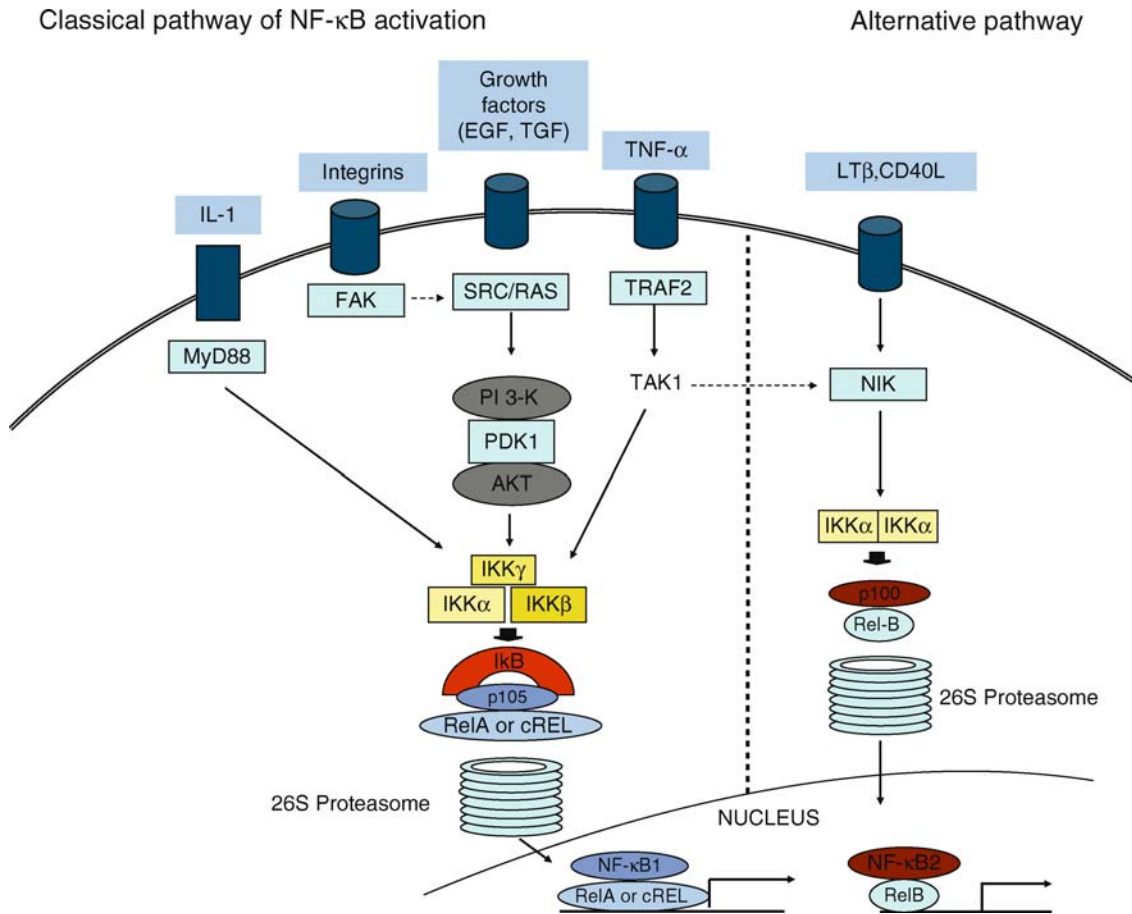 Classical pathway of NF-κB activation
Alternative pathway
Growth
factors
(EGF, TGF)
TNF-α
Integrins
LTβ,CD40L
IL-1
FAK
SRC/RAS
TRAF2
MyD88
TAK1
NIK
PI 3-K
PDK1
AKT
IKKα IKKα
IKKγ
IKKα
IKKβ
p100
Rel-B
IkB
p105
RelA or cREL
26S Proteasome
26S Proteasome
NUCLEUS
NF-κB1
RelA or cREL
NF-κB2
RelB